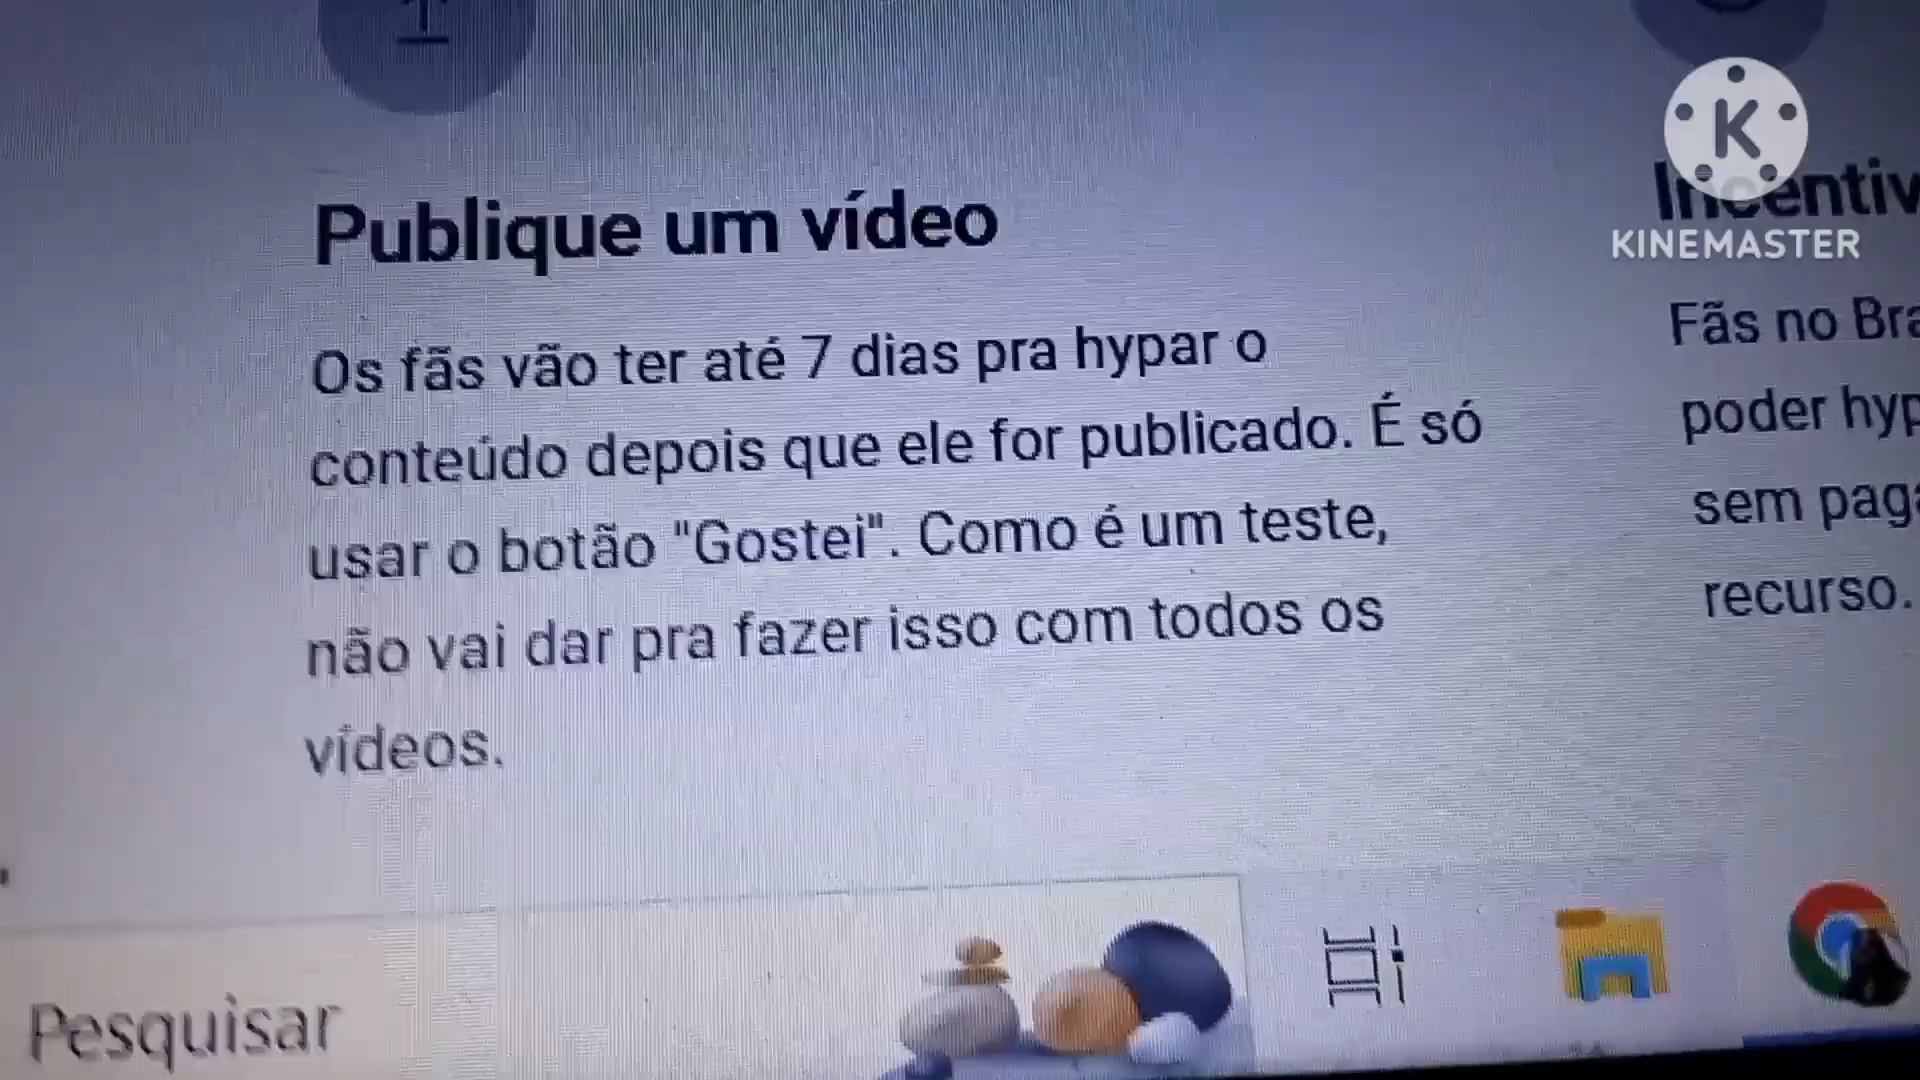 1
Publique um vídeo
Os fãs vão ter até 7 dias pra hypar o
conteúdo depois que ele for publicado. É só
usar o botão "Gostei". Como é um teste,
não vai dar pra fazer isso com todos os
vídeos.
KINEMASTER
Fãs no
poder
sem
recurso.
Pesquisar